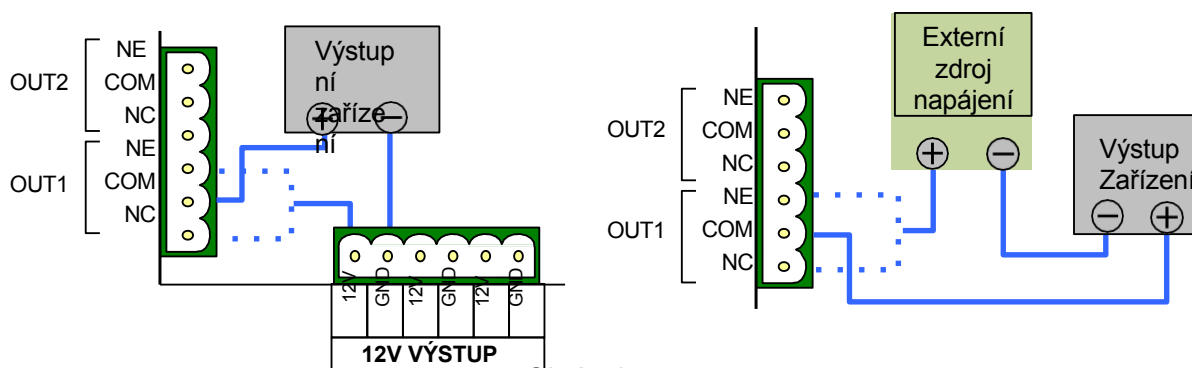 NE
OUT2
COM
NC
NE
OUT1
COM
NC
Výstup
ní
zaříze
ní
12V
GND
12V
GND
12V
GND
12V VÝSTUP
Externí
zdroj
napájení
NE
OUT2
COM
NC
NE
OUT1
COM
NC
Výstup
Zařízení